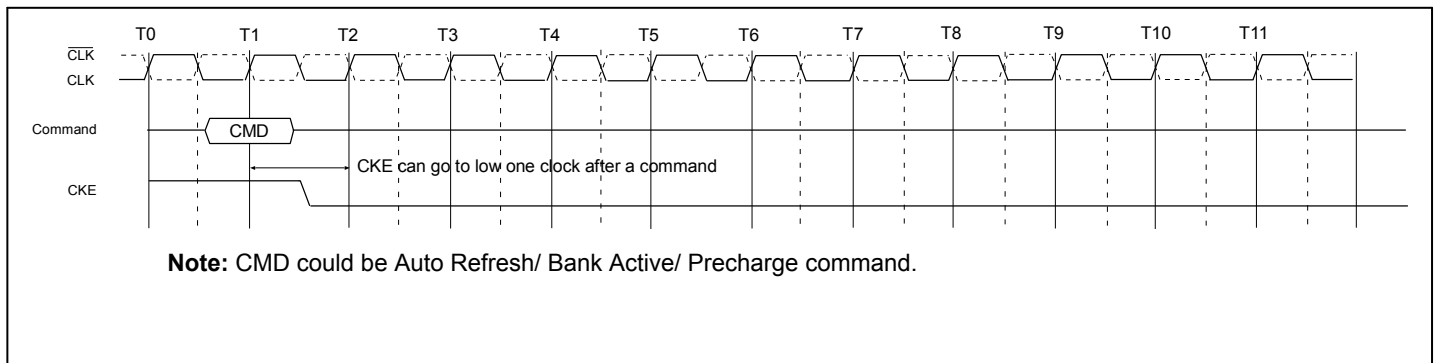 T0 T1 T2 T3 T4 T5 T6 T7 T8 T9 T10 T11
CLK
CLK
Command CMD
CKE can go to low one clock after a command
CKE
Note: CMD could be Auto Refresh/ Bank Active/ Precharge command.